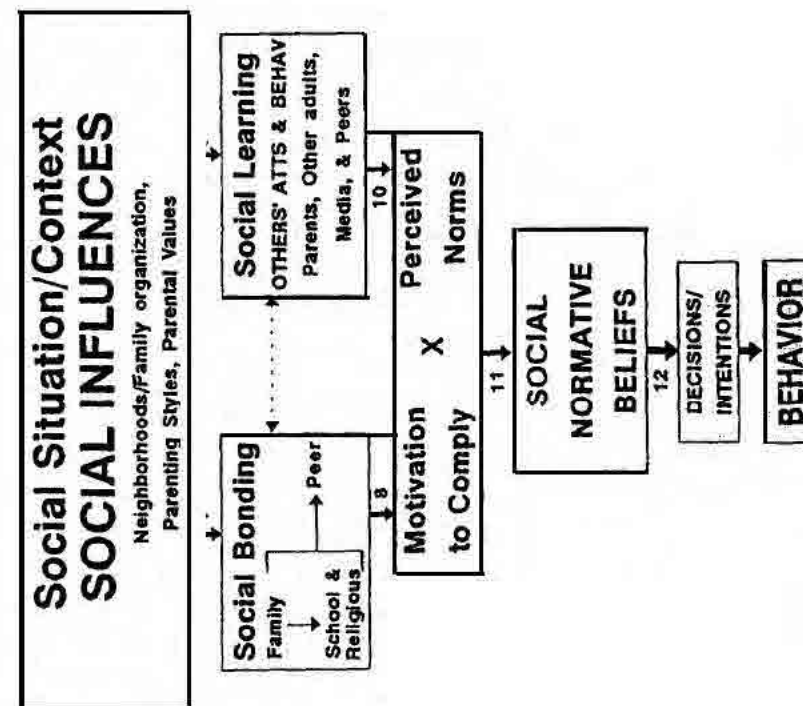 Social Situation/Context
SOCIAL INFLUENCES
Neighborhoods/Family organization,
Parenting Styles, Parental Values
Social Bonding
Family
Peer
School &
Religious
Social Learning
OTHERS' ATTS & BEHAV
Parents, Other adults,
Media, & Peers
8
10
Motivation X Perceived
to Comply Norms
11
SOCIAL
NORMATIVE
BELIEFS
12
DECISIONS/
INTENTIONS
BEHAVIOR